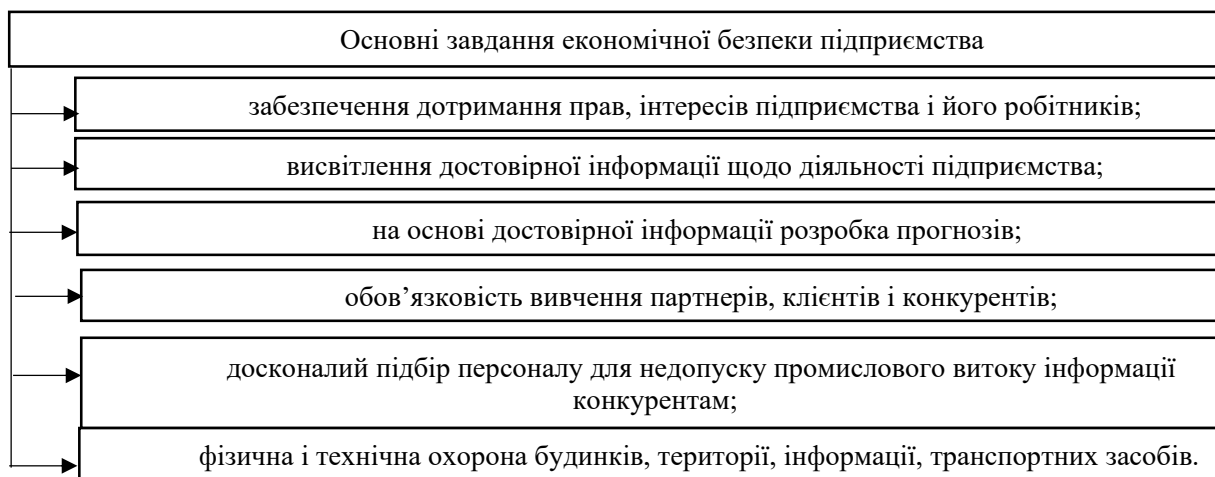 Основні завдання економічної безпеки підприємства
забезпечення дотримання прав, інтересів підприємства і його робітників;
висвітлення достовірної інформації щодо діяльності підприємства;
на основі достовірної інформації розробка прогнозів;
обов’язковість вивчення партнерів, клієнтів і конкурентів;
досконалий підбір персоналу для недопуску промислового витоку інформації
конкурентам;
фізична і технічна охорона будинків, території, інформації, транспортних засобів.